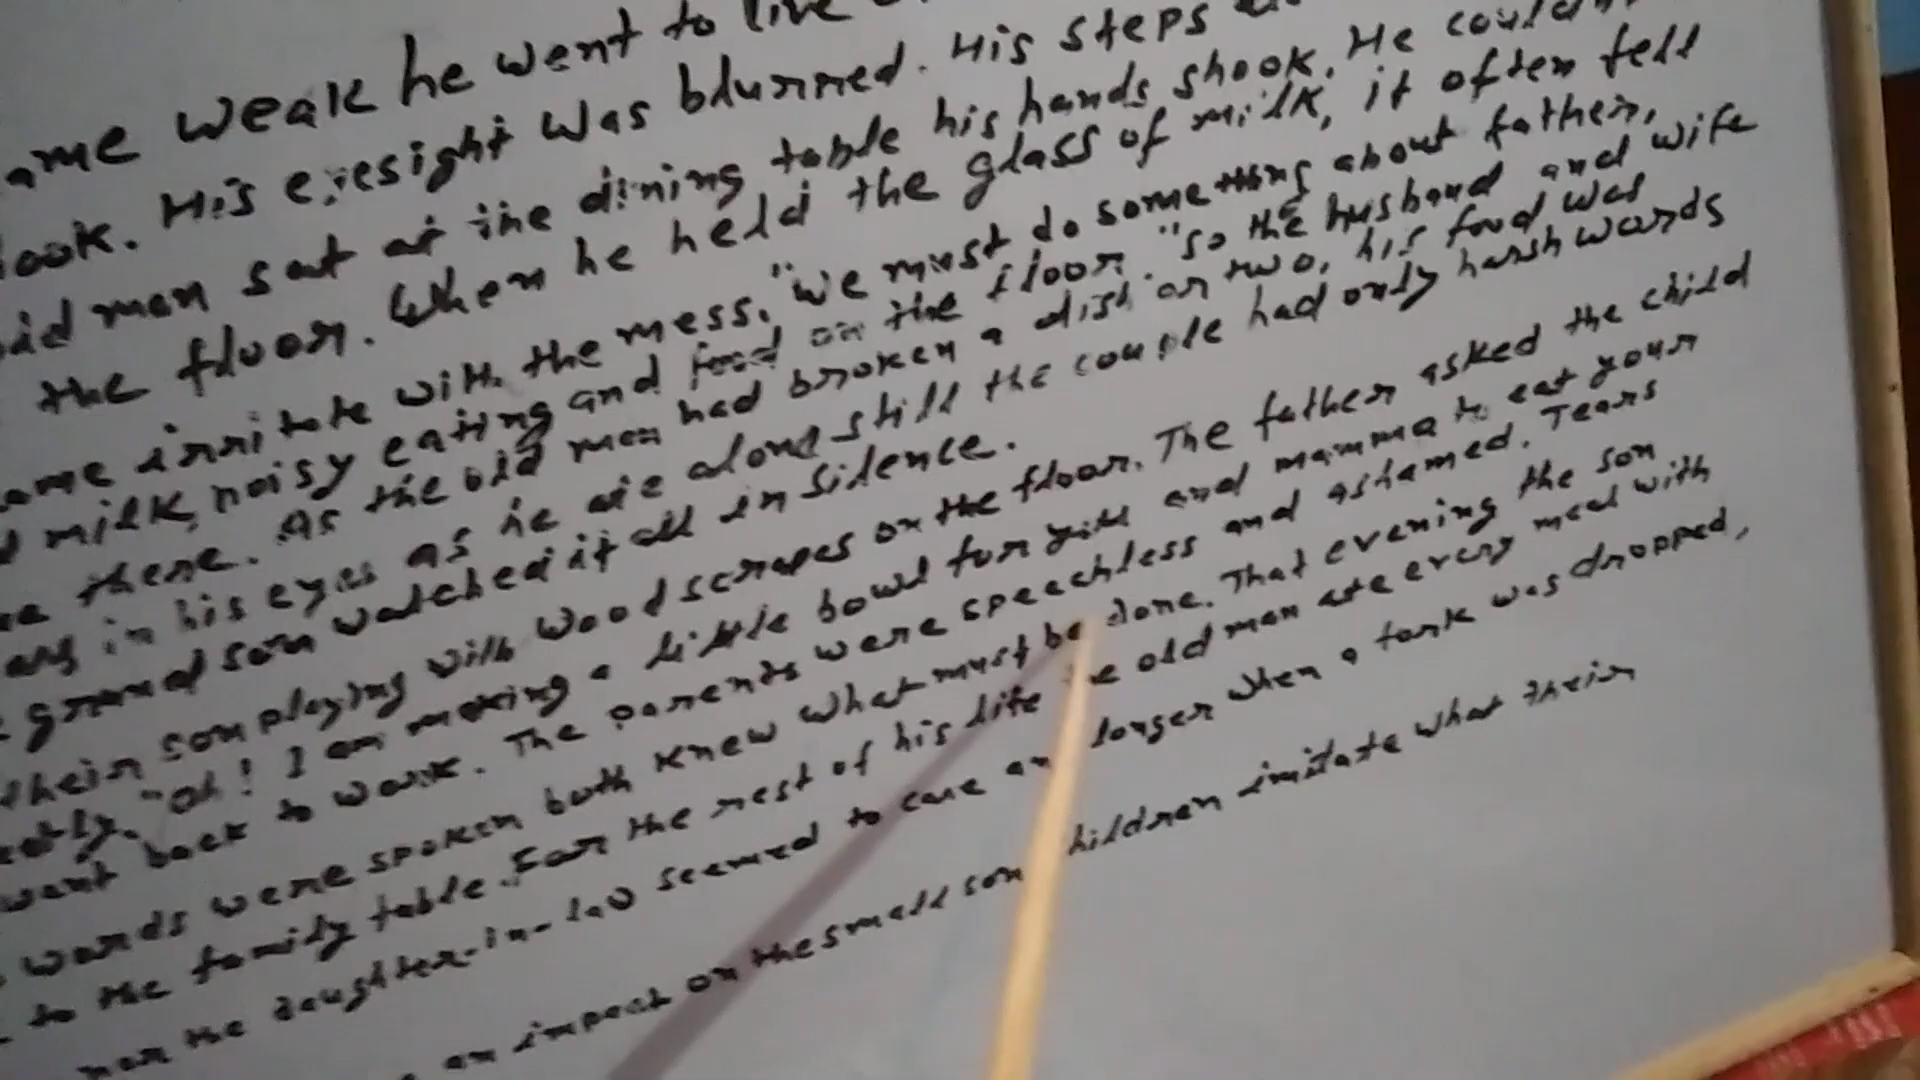 ame weak he went to live
ook. His eyesight was blurred. His steps
old man sat at the dining table his hands shook. He could
the floor. When he held the glass of milk, it often fell
ame irritate with the mess. "We must do something about father,
milk, noisy eating and food on the floor" so the husband and wife
there. As the old man had broken a dish or two, his food was
in his eyes as he ate alone still the couple had only harsh words
grand son watched it all in silence.
their son playing with wood scrapes on the floor. The father asked the child
"oh! I am making a little bowl for you and mamma to eat your
went back to work. The parents were speechless and ashamed. Tears
words were spoken both knew what must be done. That evening the son
to the family table. For the rest of his life the old man ate every meal with
nor the daughter-in-law seemed to care any longer when a fork was dropped,
an impact on the small son children imitate what their